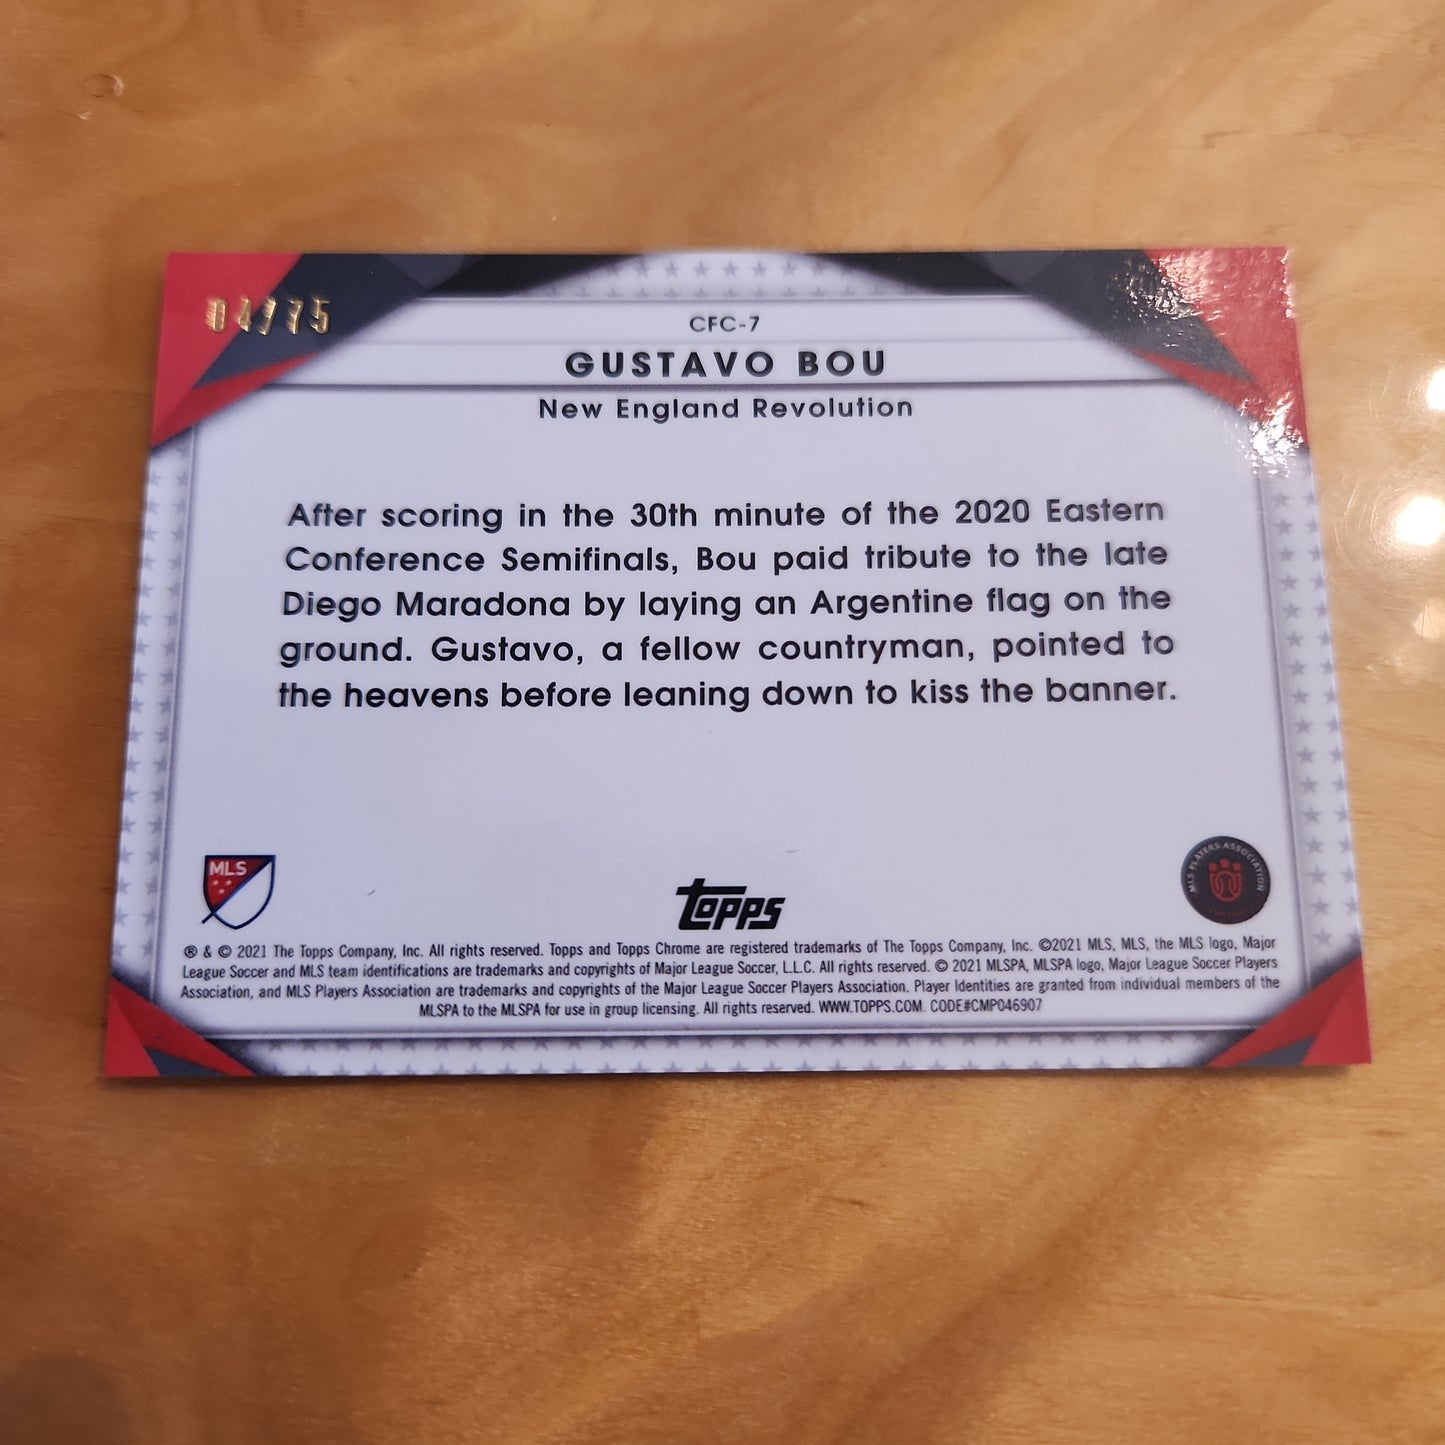 04/75
CFC-7
GUSTAVO BOU
New England Revolution
After scoring in the 30th minute of the 2020 Eastern
Conference Semifinals, Bou paid tribute to the late
Diego Maradona by laying an Argentine flag on the
ground. Gustavo, a fellow countryman, pointed to
the heavens before leaning down to kiss the banner.
MLS
MLS PLAYERS ASSOCIATION
Topps
® & © 2021 The Topps Company, Inc. All rights reserved. Topps and Topps Chrome are registered trademarks of The Topps Company, Inc. ©2021 MLS, MLS, the MLS logo, Major
League Soccer and MLS team identifications are trademarks and copyrights of Major League Soccer, L.L.C. All rights reserved. © 2021 MLSPA, MLSPA logo, Major League Soccer Players
Association, and MLS Players Association are trademarks and copyrights of the Major League Soccer Players Association. Player Identities are granted from individual members of the
MLSPA to the MLSPA for use in group licensing. All rights reserved. WWW.TOPPS.COM. CODE#CMP046907